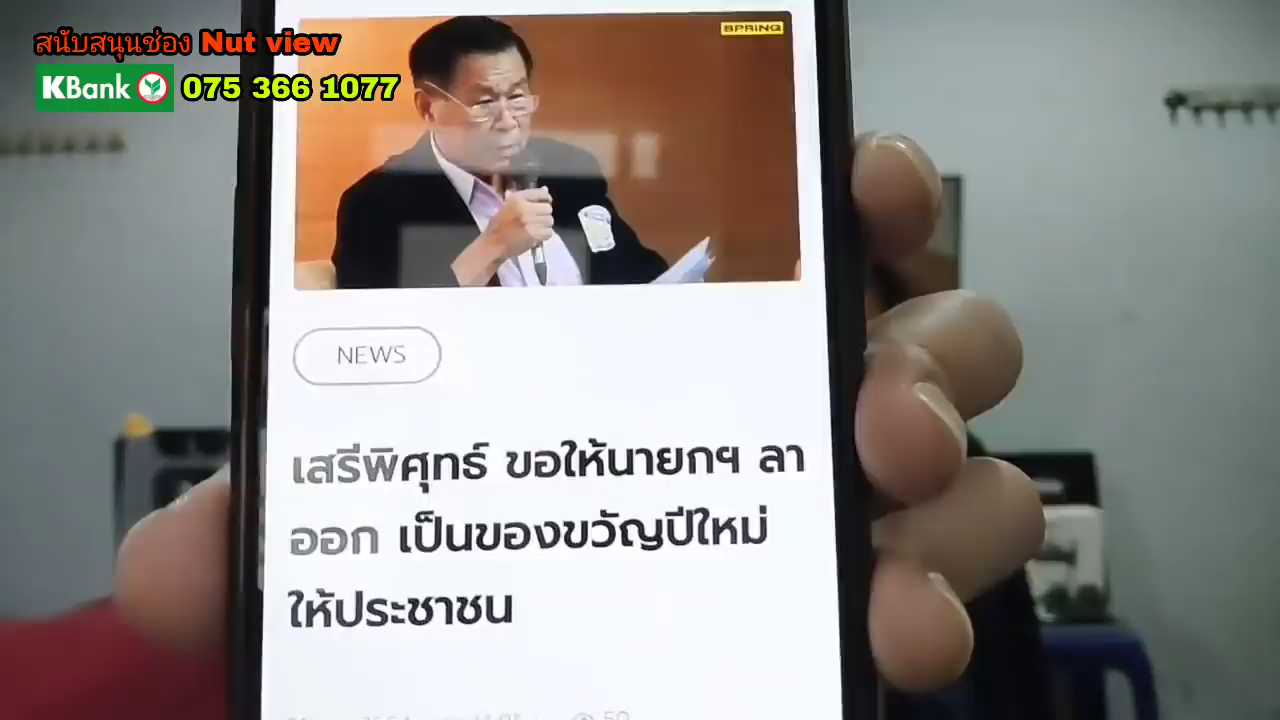 สนับสนุนช่อง Nut view
KBank 075 366 1077
SPRiNG
NEWS
เสรีพิศุทธ์ ขอให้นายกฯ ลา
ออก เป็นของขวัญปีใหม่
ให้ประชาชน
50